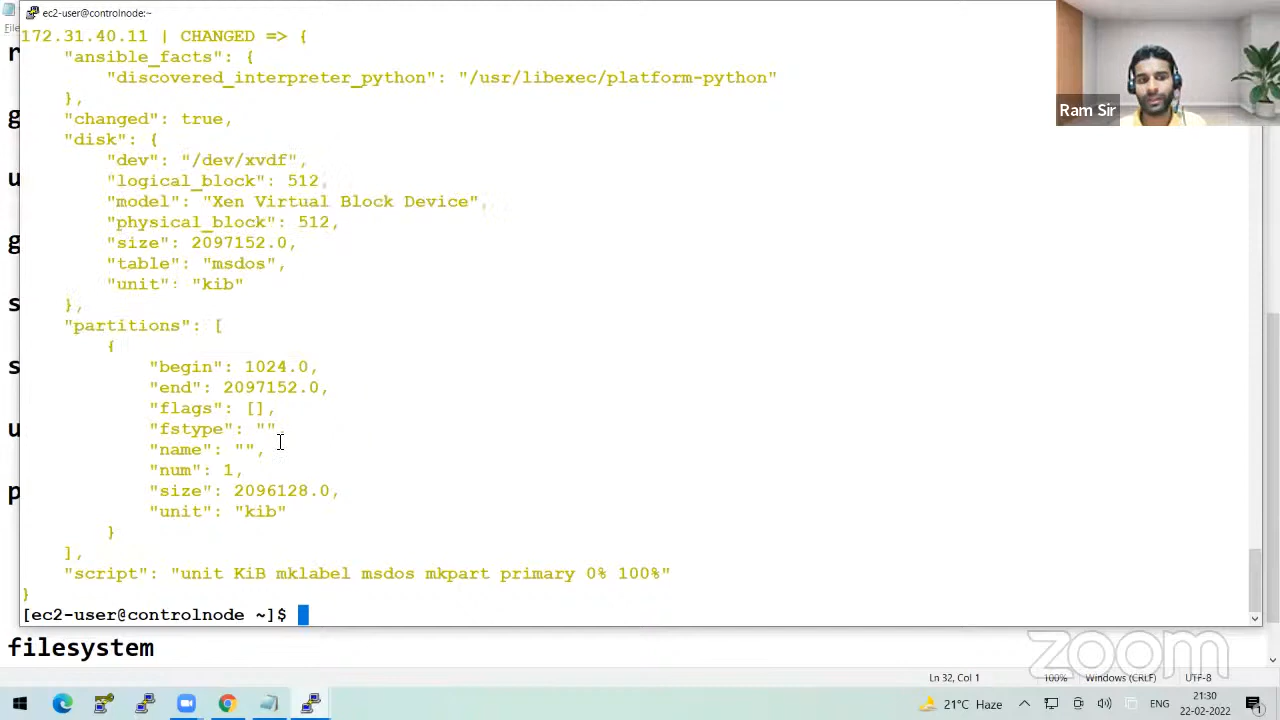 ec2-user@controlnode:~
172.31.40.11 | CHANGED => {
    "ansible_facts": {
        "discovered_interpreter_python": "/usr/libexec/platform-python"
    },
    "changed": true,
    "disk": {
        "dev": "/dev/xvdf",
        "logical_block": 512,
        "model": "Xen Virtual Block Device",
        "physical_block": 512,
        "size": 2097152.0,
        "table": "msdos",
        "unit": "kib"
    },
    "partitions": [
        {
            "begin": 1024.0,
            "end": 2097152.0,
            "flags": [],
            "fstype": "",
            "name": "",
            "num": 1,
            "size": 2096128.0,
            "unit": "kib"
        }
    ],
    "script": "unit KiB mklabel msdos mkpart primary 0% 100%"
}
[ec2-user@controlnode ~]$
Ram Sir
filesystem
zoom
Ln 32, Col 1
100%
Windows (CRLF)
UTF-8
21°C Haze
ENG
21:30
22-02-2022